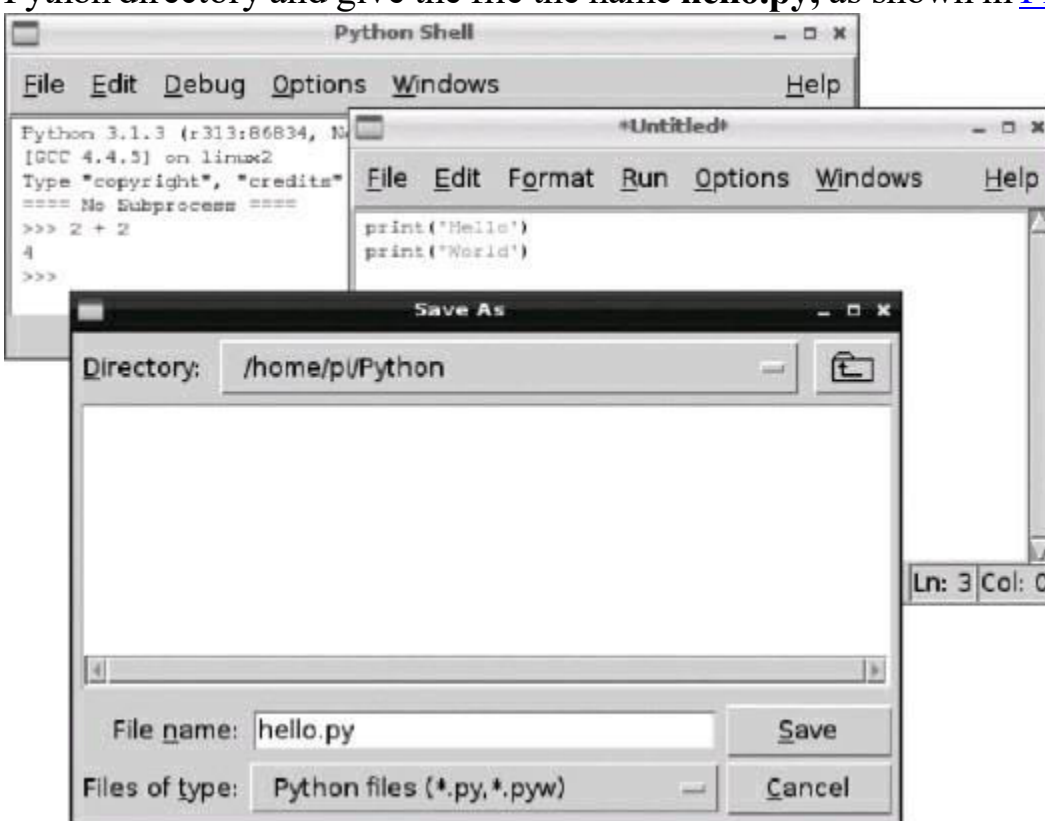 Python directory and give the file the name hello.py, as shown in
Python Shell
File Edit Debug Options Windows Help
Python 3.1.3 (r313:86834,
[GCC 4.4.5] on linux2
Type "copyright", "credits"
==== No Subprocess ====
>>> 2 + 2
4
>>>
*Untitled*
File Edit Format Run Options Windows Help
print('Hello')
print('World')
Ln: 3 Col: 0
Save As
Directory: /home/pi/Python
File name: hello.py
Save
Files of type: Python files (*.py,*.pyw)
Cancel